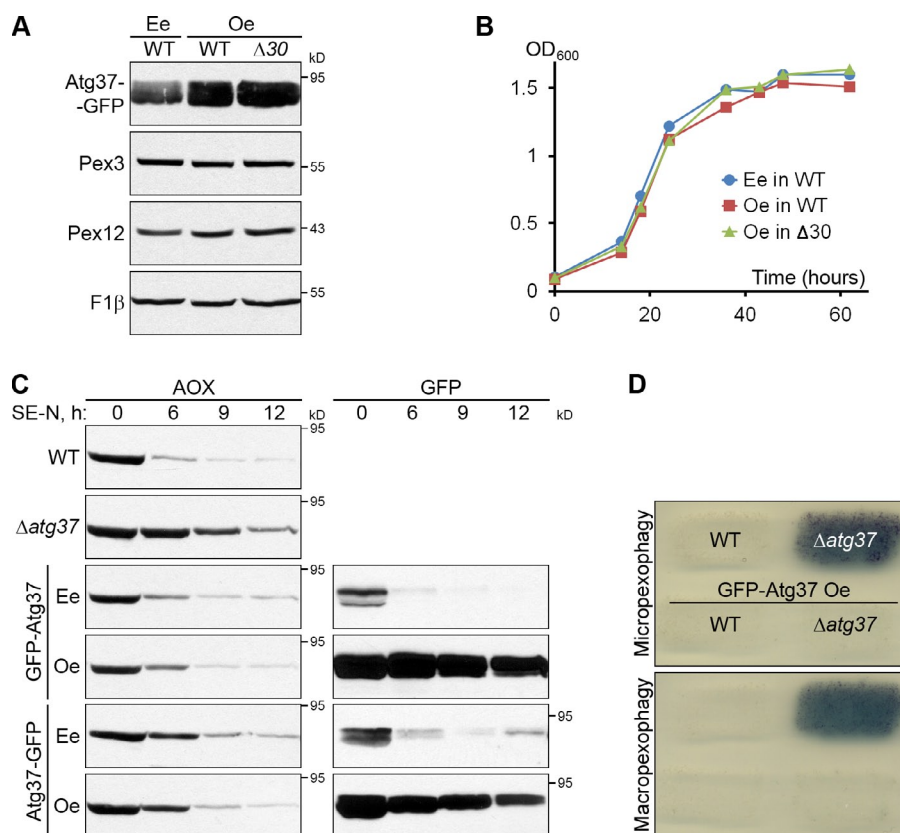 A
Ee Oe
WT WT Δ30 kD
Atg37-
-GFP
95
Pex3
55
Pex12
43
F1β
55
B
OD600
1.5
1
0.5
0
0 20 40 60
Time (hours)
Ee in WT
Oe in WT
Oe in Δ30
C
AOX GFP
SE-N, h: 0 6 9 12 kD 0 6 9 12 kD
WT 95
Δatg37 95
GFP-Atg37
Ee 95
Oe 95
Atg37-GFP
Ee 95 95
Oe 95 95
D
Micropexophagy
WT Δatg37
GFP-Atg37 Oe
WT Δatg37
Macropexophagy